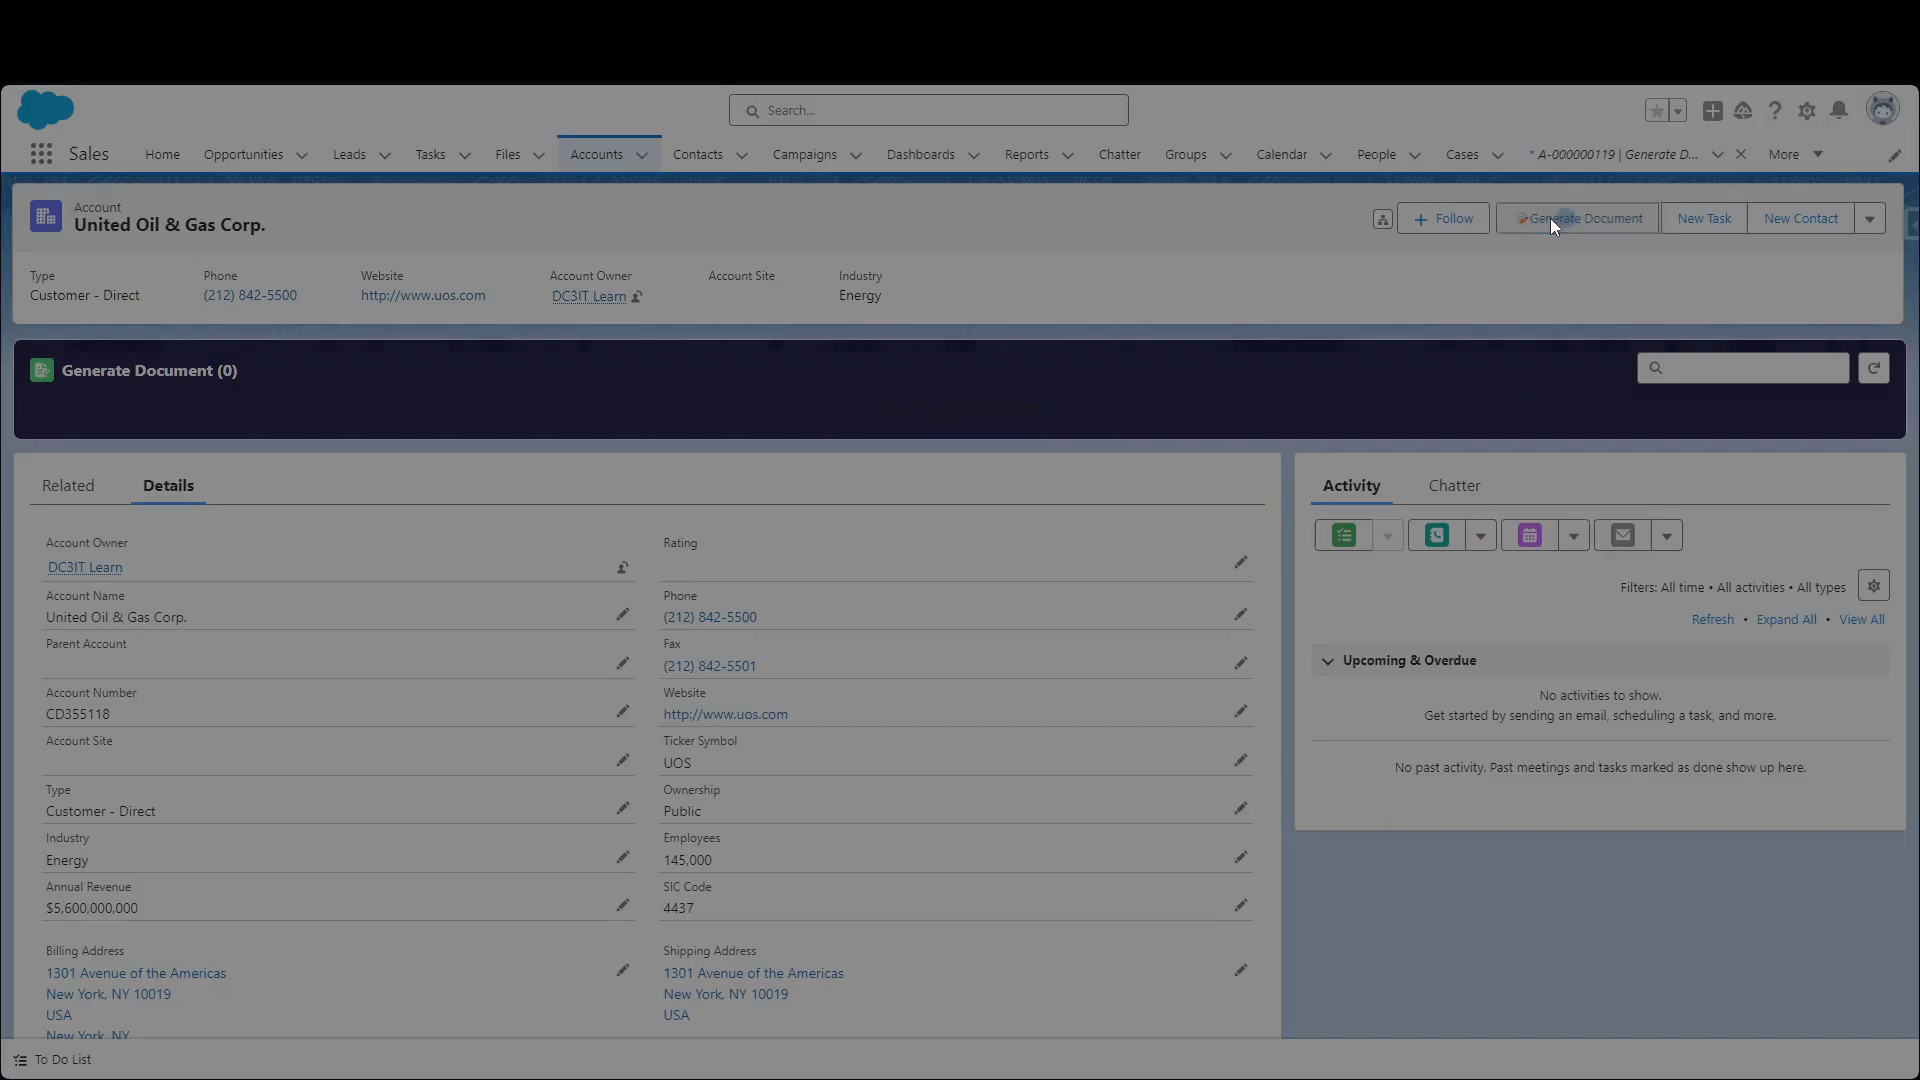 Search...
Sales
Home
Opportunities
Leads
Tasks
Files
Accounts
Contacts
Campaigns
Dashboards
Reports
Chatter
Groups
Calendar
People
Cases
* A-000000119 | Generate D...
More
Account
United Oil & Gas Corp.
Follow
Generate Document
New Task
New Contact
Type
Phone
Website
Account Owner
Account Site
Industry
Customer - Direct
(212) 842-5500
http://www.uos.com
DC3IT Learn
Energy
Generate Document (0)
Related
Details
Account Owner
DC3IT Learn
Account Name
United Oil & Gas Corp.
Parent Account
Account Number
CD355118
Account Site
Type
Customer - Direct
Industry
Energy
Annual Revenue
$5,600,000,000
Billing Address
1301 Avenue of the Americas
New York, NY 10019
USA
New York, NY
Rating
Phone
(212) 842-5500
Fax
(212) 842-5501
Website
http://www.uos.com
Ticker Symbol
UOS
Ownership
Public
Employees
145,000
SIC Code
4437
Shipping Address
1301 Avenue of the Americas
New York, NY 10019
USA
Activity
Chatter
Filters: All time • All activities • All types
Refresh • Expand All • View All
Upcoming & Overdue
No activities to show.
Get started by sending an email, scheduling a task, and more.
No past activity. Past meetings and tasks marked as done show up here.
To Do List